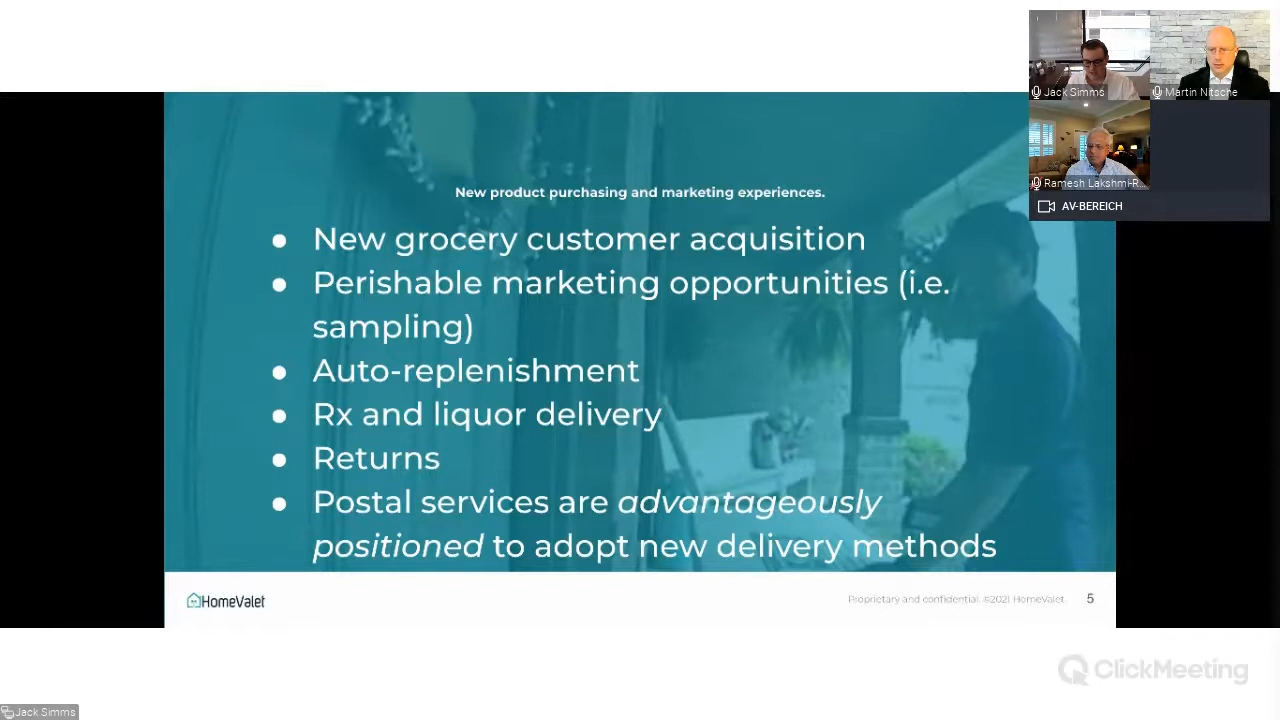 Jack Simms
Martin Nitsche
Ramesh Lakshmi-R...
AV-BEREICH
New product purchasing and marketing experiences.
● New grocery customer acquisition
● Perishable marketing opportunities (i.e.
sampling)
● Auto-replenishment
● Rx and liquor delivery
● Returns
● Postal services are advantageously
positioned to adopt new delivery methods
HomeValet
Proprietary and confidential. ©2021 HomeValet.
5
ClickMeeting
Jack Simms